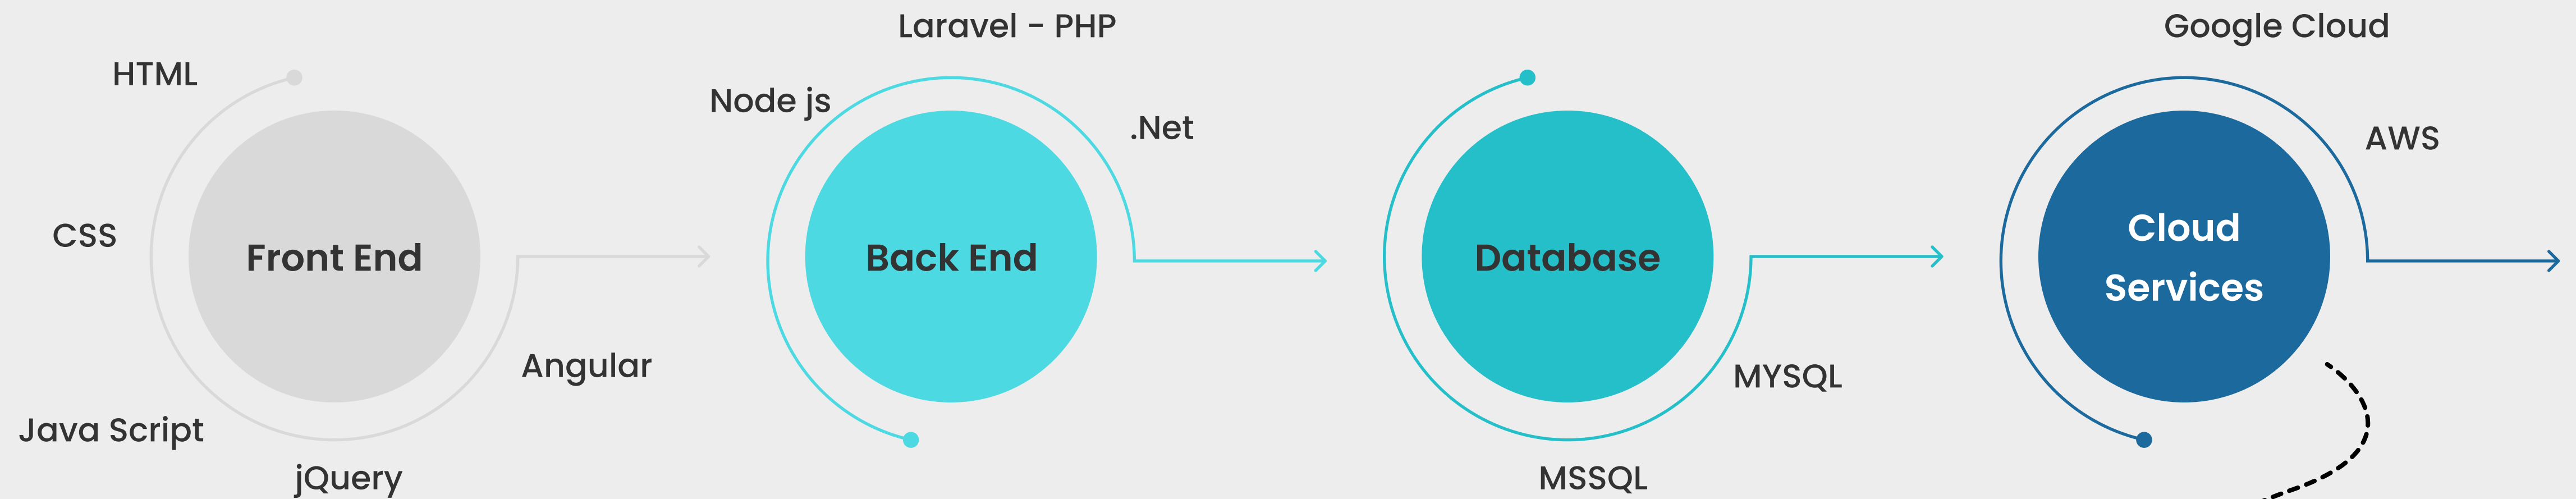 HTML
CSS
Java Script
jQuery
Angular
Front End
Node js
Laravel - PHP
.Net
Back End
Database
MYSQL
MSSQL
Google Cloud
AWS
Cloud
Services